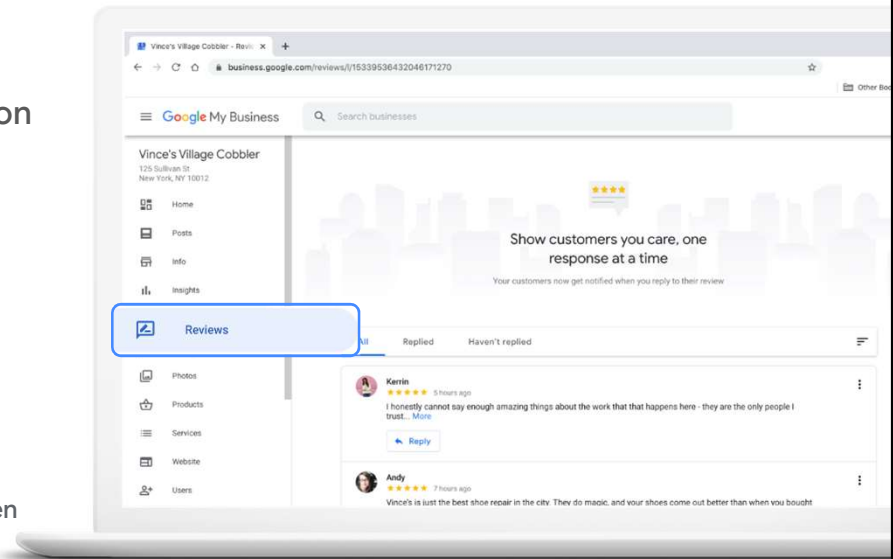 on
en
Vince's Village Cobbler - Revi
business.google.com/reviews/l/15339536432046171270
Other Boo
Google My Business
Search businesses
Vince's Village Cobbler
125 Sullivan St
New York, NY 10012
Home
Posts
Info
Insights
Reviews
Photos
Products
Services
Website
Users
Show customers you care, one
response at a time
Your customers now get notified when you reply to their review
All Replied Haven't replied
Kerrin
5 hours ago
I honestly cannot say enough amazing things about the work that that happens here - they are the only people I
trust... More
Reply
Andy
7 hours ago
Vince's is just the best shoe repair in the city. They do magic, and your shoes come out better than when you bought